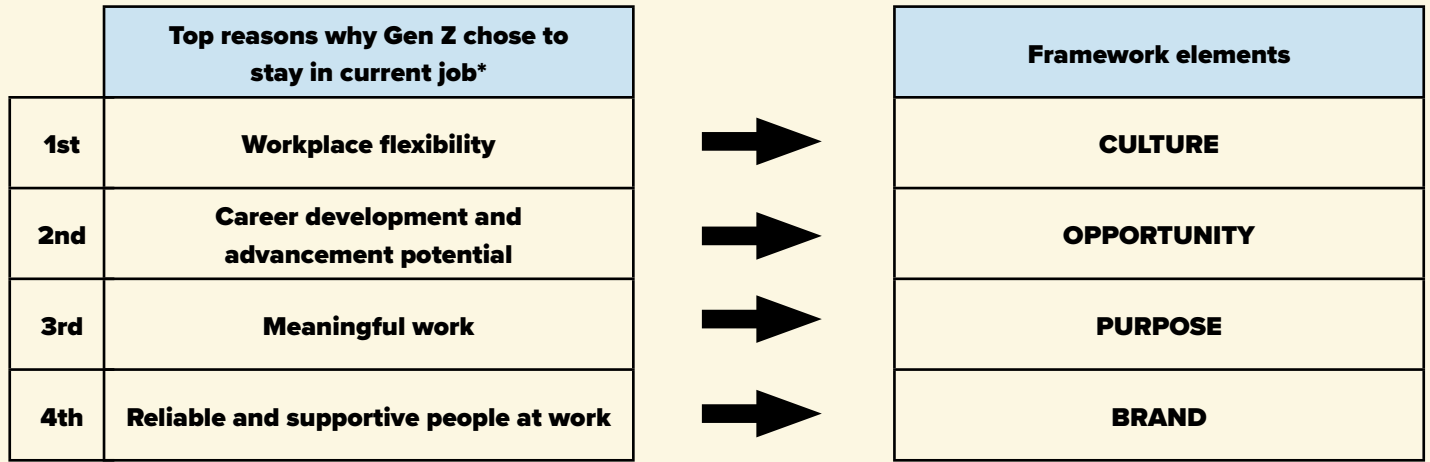 Top reasons why Gen Z chose to
stay in current job*
Framework elements
1st
Workplace flexibility
CULTURE
2nd
Career development and
advancement potential
OPPORTUNITY
3rd
Meaningful work
PURPOSE
4th
Reliable and supportive people at work
BRAND